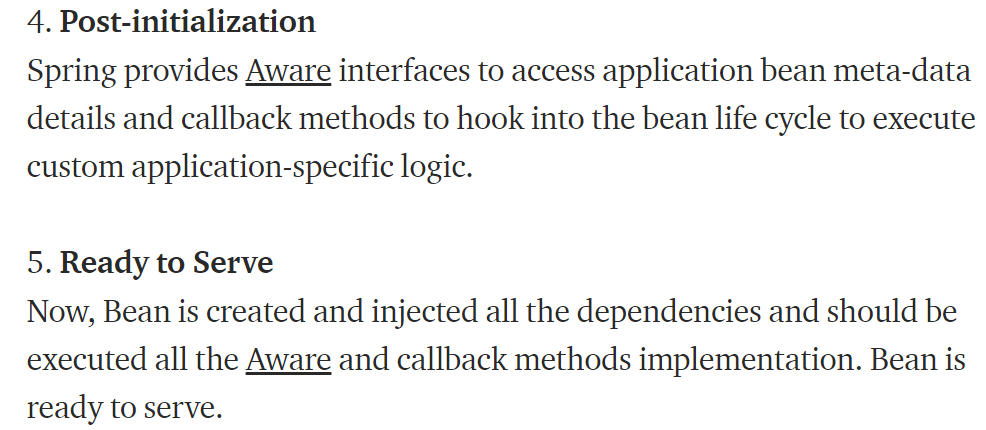 4. Post-initialization
Spring provides Aware interfaces to access application bean meta-data
details and callback methods to hook into the bean life cycle to execute
custom application-specific logic.
5. Ready to Serve
Now, Bean is created and injected all the dependencies and should be
executed all the Aware and callback methods implementation. Bean is
ready to serve.